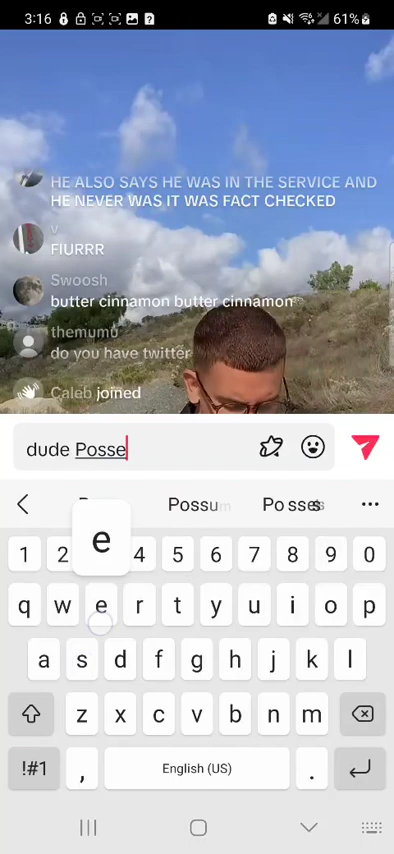 3:16
61%
HE ALSO SAYS HE WAS IN THE SERVICE AND
HE NEVER WAS IT WAS FACT CHECKED
v
FIURRR
Swoosh
butter cinnamon butter cinnamon
themumu
do you have twitter
Caleb joined
dude Posse
e
1 2 4 5 6 7 8 9 0
q w e r t y u i o p
a s d f g h j k l
z x c v b n m
!#1 , English (US) .